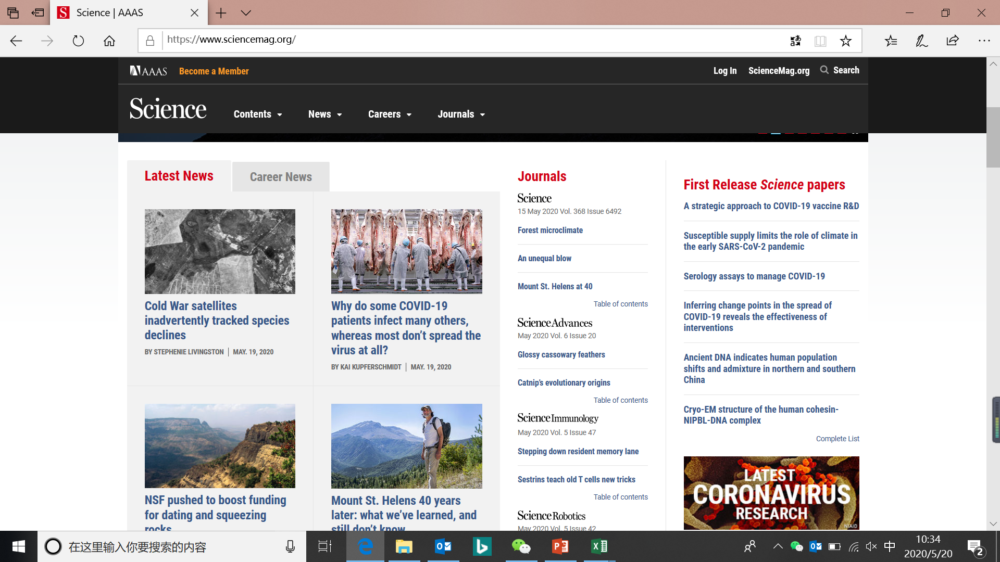 Science | AAAS
https://www.sciencemag.org/
AAAS
Become a Member
Log In
ScienceMag.org
Search
Science
Contents
News
Careers
Journals
Latest News
Career News
Cold War satellites
inadvertently tracked species
declines
BY STEPHENIE LIVINGSTON | MAY. 19, 2020
Why do some COVID-19
patients infect many others,
whereas most don’t spread the
virus at all?
BY KAI KUPFERSCHMIDT | MAY. 19, 2020
NSF pushed to boost funding
for dating and squeezing
rocks
Mount St. Helens 40 years
later: what we’ve learned, and
still don’t know
Journals
Science
15 May 2020 Vol. 368 Issue 6492
Forest microclimate
An unequal blow
Mount St. Helens at 40
Table of contents
Science Advances
May 2020 Vol. 6 Issue 20
Glossy cassowary feathers
Catnip’s evolutionary origins
Table of contents
Science Immunology
May 2020 Vol. 5 Issue 47
Stepping down resident memory lane
Sestrins teach old T cells new tricks
Table of contents
Science Robotics
May 2020 Vol. 5 Issue 42
First Release Science papers
A strategic approach to COVID-19 vaccine R&D
Susceptible supply limits the role of climate in
the early SARS-CoV-2 pandemic
Serology assays to manage COVID-19
Inferring change points in the spread of
COVID-19 reveals the effectiveness of
interventions
Ancient DNA indicates human population
shifts and admixture in northern and southern
China
Cryo-EM structure of the human cohesin-
NIPBL-DNA complex
Complete List
LATEST
CORONAVIRUS
RESEARCH
NIAID
在这里输入你要搜索的内容
中
10:34
2020/5/20
2